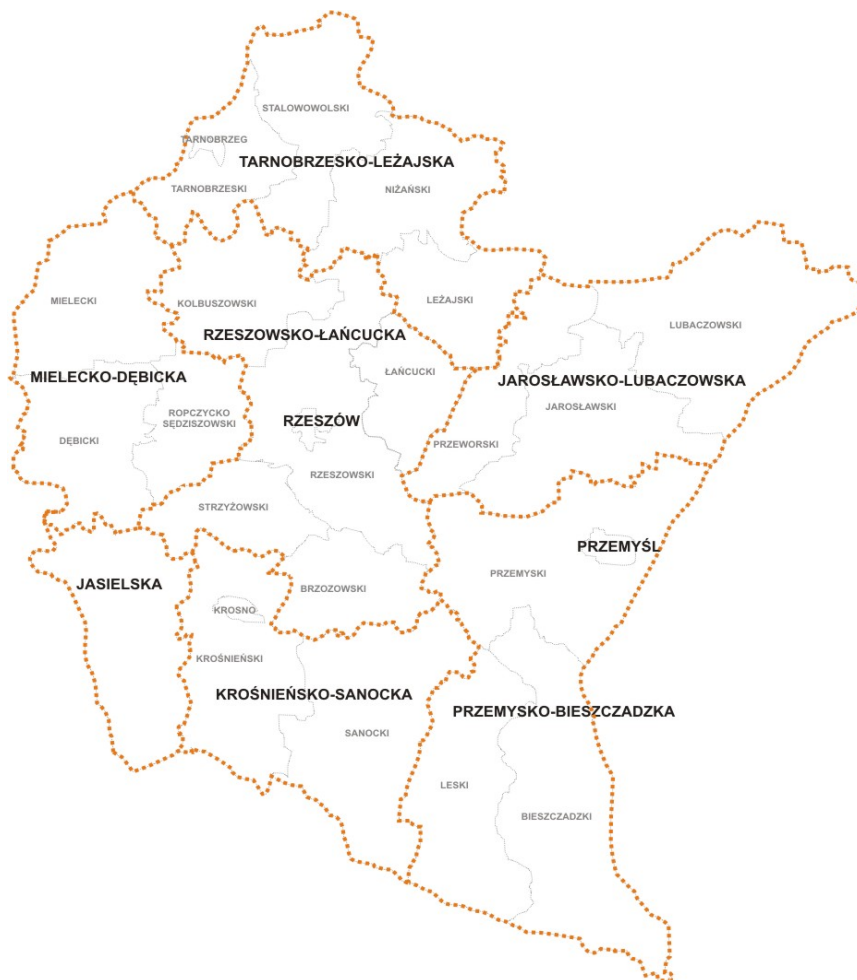 STALOWOWOLSKI
TARNOBRZEG
TARNOBRZESKO-LEŻAJSKA
TARNOBRZESKI
NIŻAŃSKI
MIELECKI
KOLBUSZOWSKI
LEŻAJSKI
LUBACZOWSKI
RZESZOWSKO-ŁAŃCUCKA
MIELECKO-DĘBICKA
ŁAŃCUCKI
JAROSŁAWSKO-LUBACZOWSKA
JAROSŁAWSKI
ROPCZYCKO
SĘDZISZOWSKI
RZESZÓW
DĘBICKI
PRZEWORSKI
RZESZOWSKI
STRZYŻOWSKI
PRZEMYŚL
PRZEMYSKI
JASIELSKA
BRZOZOWSKI
KROSNO
KROŚNIEŃSKI
KROŚNIEŃSKO-SANOCKA
PRZEMYSKO-BIESZCZADZKA
SANOCKI
LESKI
BIESZCZADZKI